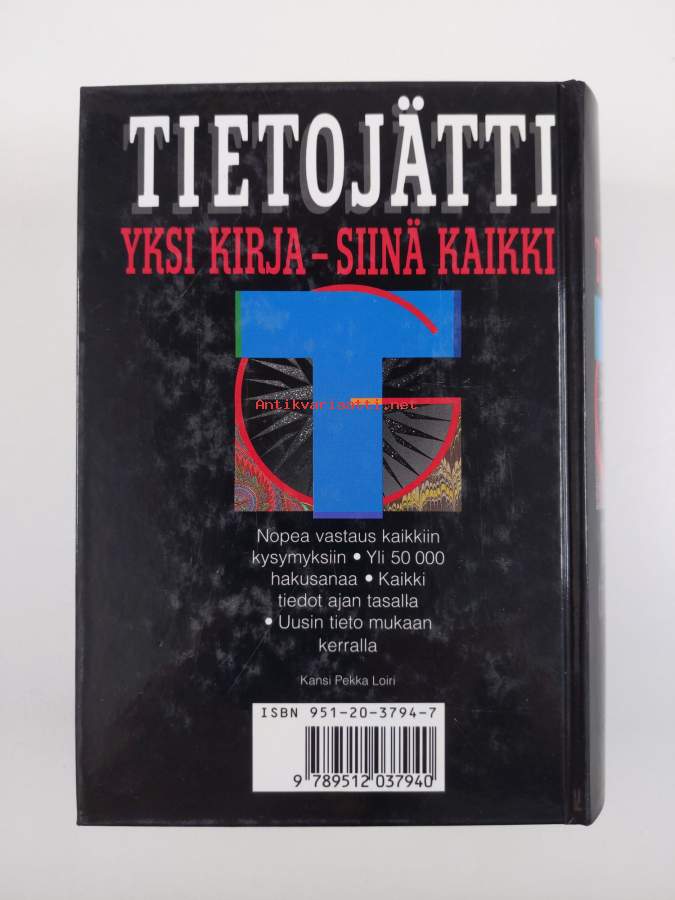 TIETOJÄTTI
YKSI KIRJA – SIINÄ KAIKKI
Antikvariaatti.net
Nopea vastaus kaikkiin
kysymyksiin • Yli 50 000
hakusanaa • Kaikki
tiedot ajan tasalla
• Uusin tieto mukaan
kerralla
Kansi Pekka Loiri
ISBN 951-20-3794-7
9 789512 037940